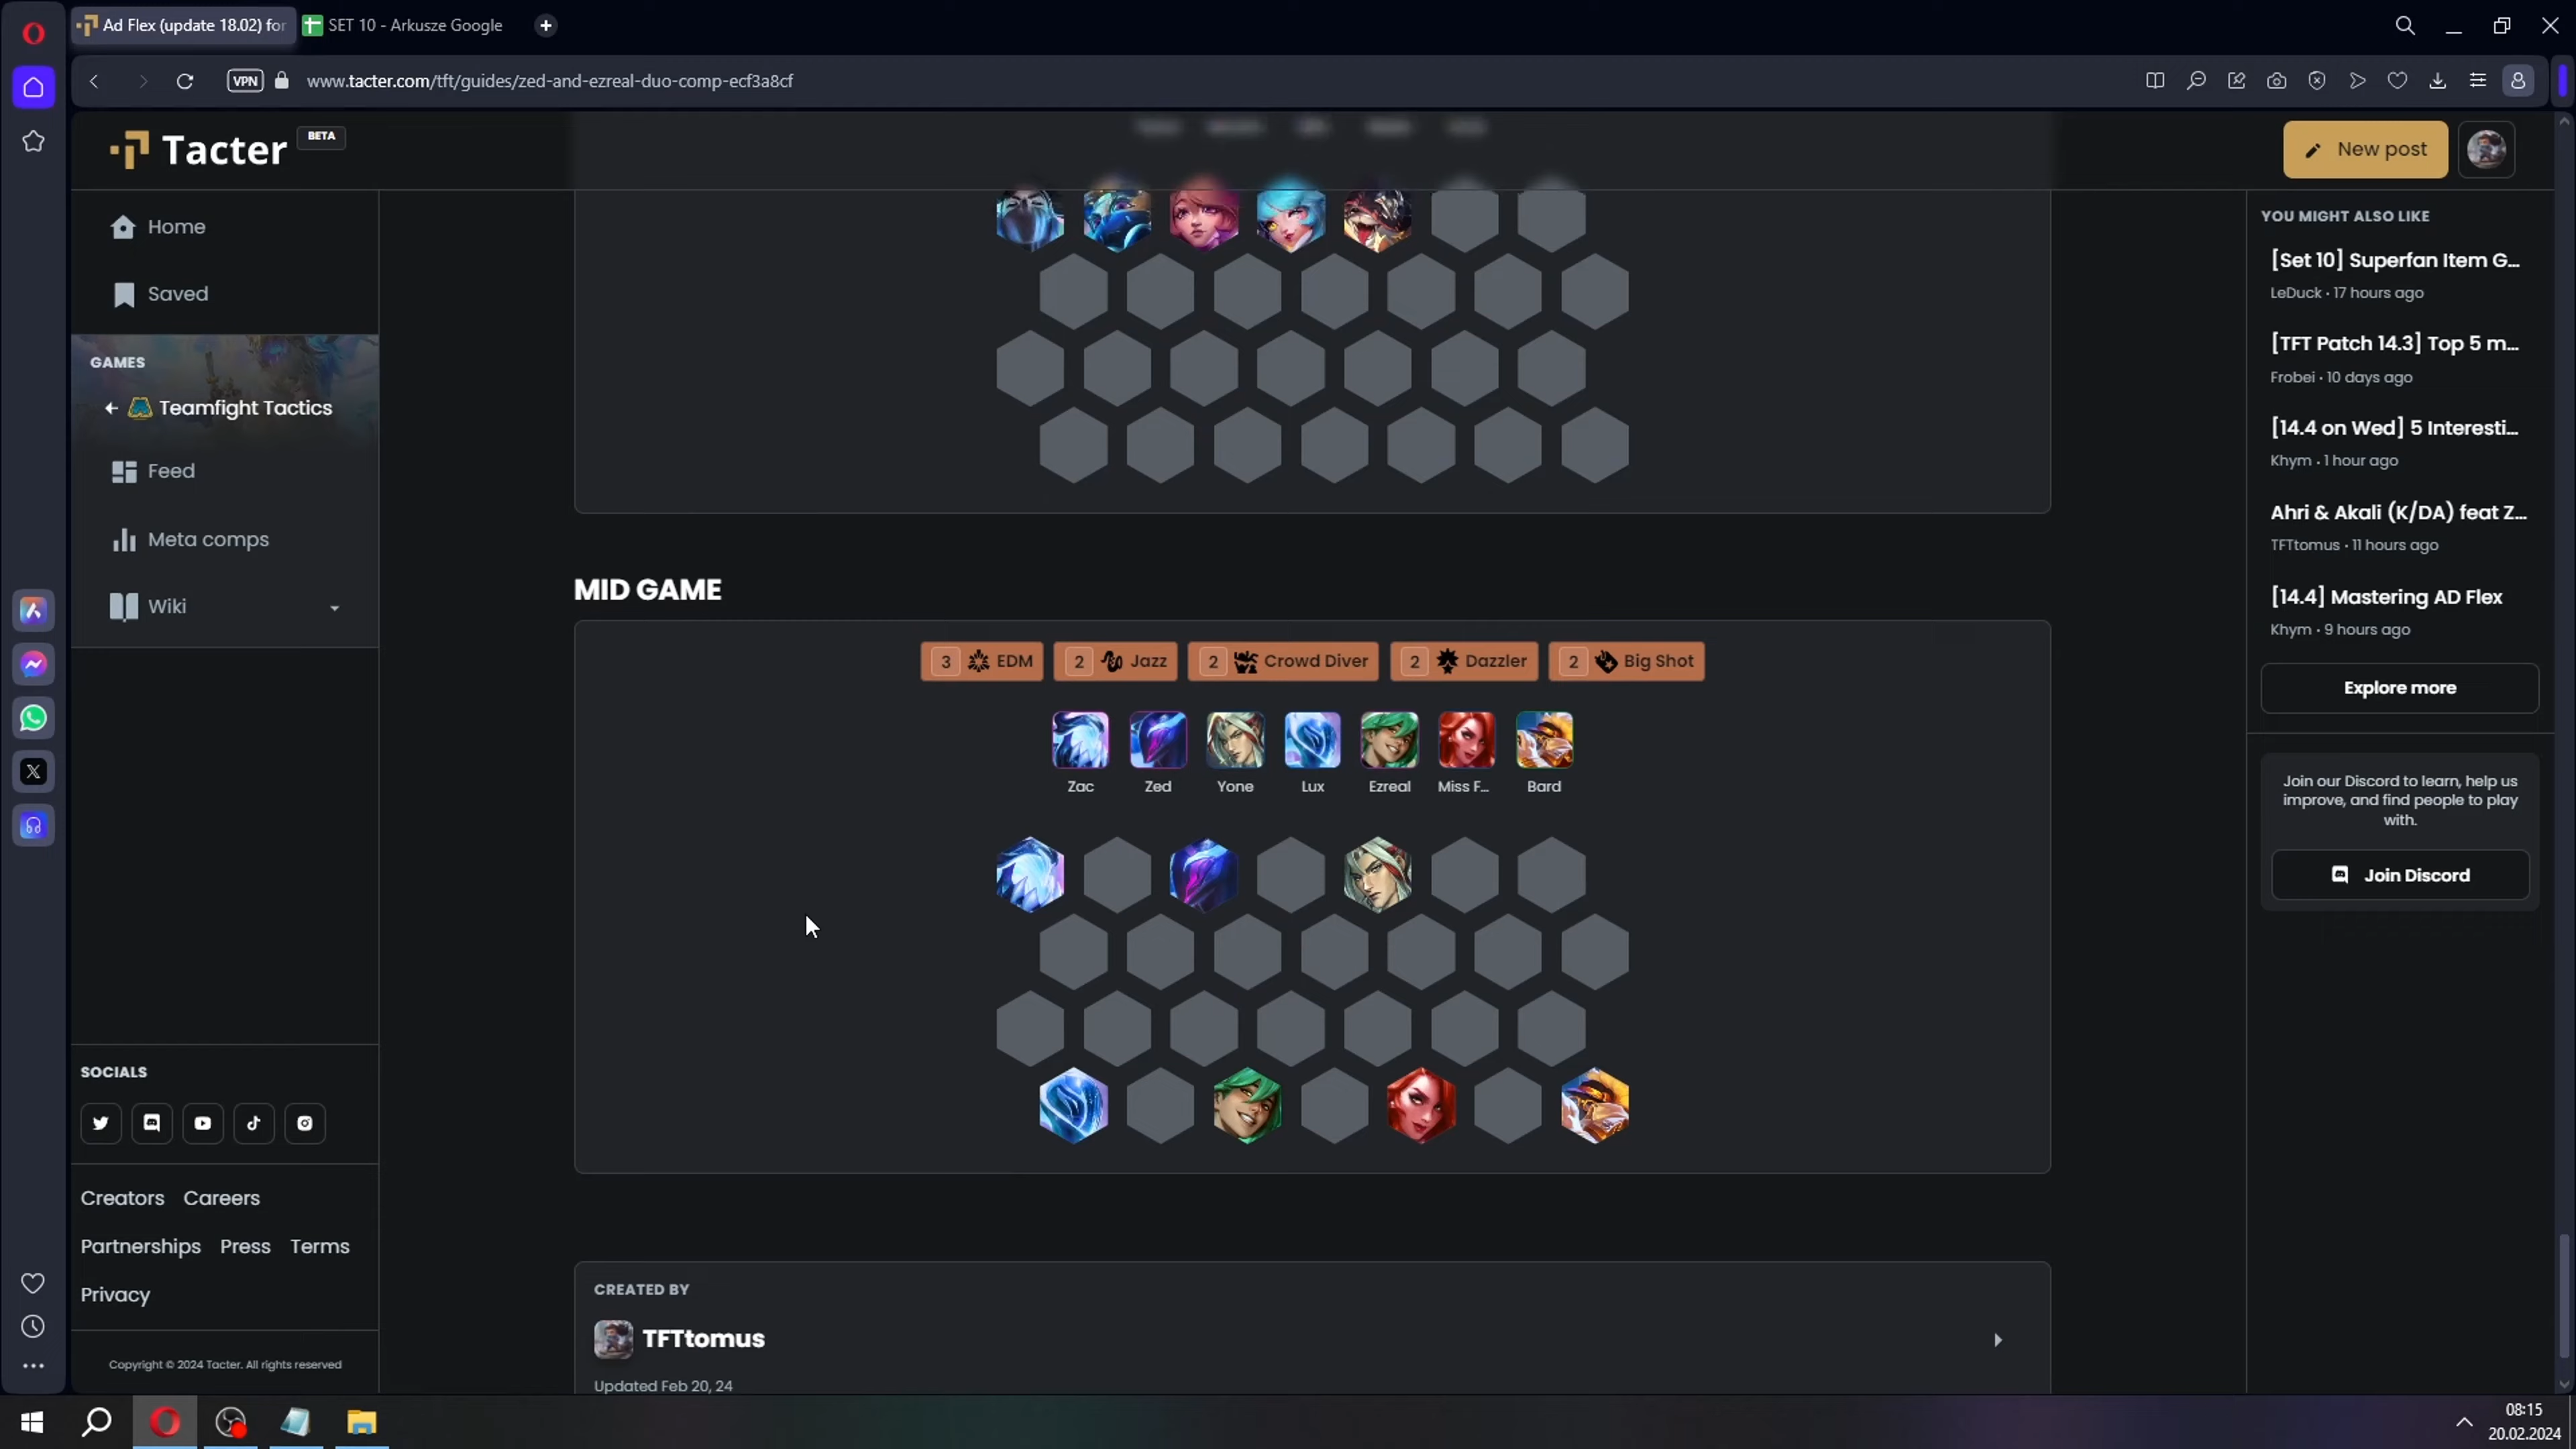 Ad Flex (update 18.02) for
SET 10 - Arkusze Google
VPN
www.tacter.com/tft/guides/zed-and-ezreal-duo-comp-ecf3a8cf
Tacter
BETA
New post
Home
Saved
GAMES
Teamfight Tactics
Feed
Meta comps
Wiki
MID GAME
3 EDM
2 Jazz
2 Crowd Diver
2 Dazzler
2 Big Shot
Zac
Zed
Yone
Lux
Ezreal
Miss F...
Bard
CREATED BY
TFTtomus
Updated Feb 20, 24
YOU MIGHT ALSO LIKE
[Set 10] Superfan Item G...
LeDuck • 17 hours ago
[TFT Patch 14.3] Top 5 m...
Frobei • 10 days ago
[14.4 on Wed] 5 Interesti...
Khym • 1 hour ago
Ahri & Akali (K/DA) feat Z...
TFTtomus • 11 hours ago
[14.4] Mastering AD Flex
Khym • 9 hours ago
Explore more
Join our Discord to learn, help us
improve, and find people to play
with.
Join Discord
SOCIALS
Creators Careers
Partnerships Press Terms
Privacy
Copyright © 2024 Tacter. All rights reserved
08:15
20.02.2024